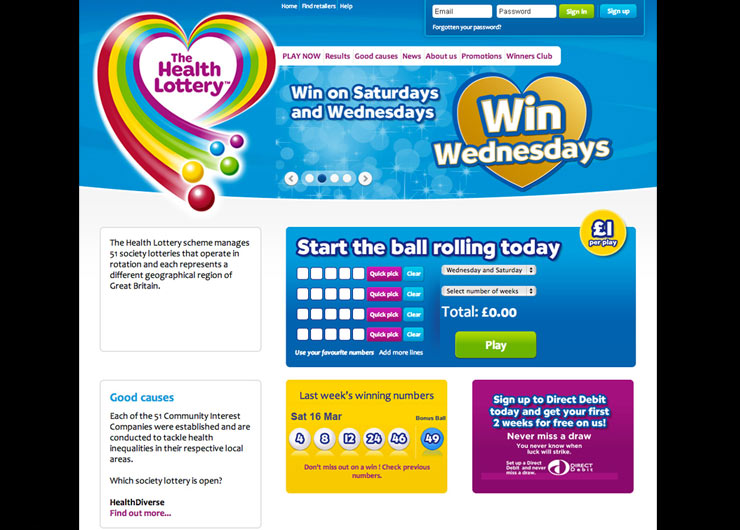 Home | Find retailers | Help
Email
Password
Sign in
Sign up
Forgotten your password?
The
Health
Lottery™
PLAY NOW Results Good causes News About us Promotions Winners Club
Win on Saturdays
and Wednesdays
Win
Wednesdays
The Health Lottery scheme manages
51 society lotteries that operate in
rotation and each represents a
different geographical region of
Great Britain.
Start the ball rolling today
£1
per play
Quick pick Clear
Quick pick Clear
Quick pick Clear
Quick pick Clear
Use your favourite numbers Add more lines
Wednesday and Saturday
Select number of weeks
Total: £0.00
Play
Good causes
Each of the 51 Community Interest
Companies were established and are
conducted to tackle health
inequalities in their respective local
areas.
Which society lottery is open?
HealthDiverse
Find out more...
Last week's winning numbers
Sat 16 Mar
Bonus Ball
4 8 12 24 46 49
Don't miss out on a win ! Check previous
numbers.
Sign up to Direct Debit
today and get your first
2 weeks for free on us!
Never miss a draw
You never know when
luck will strike.
Set up a Direct
Debit and never
miss a draw.
DIRECT
Debit